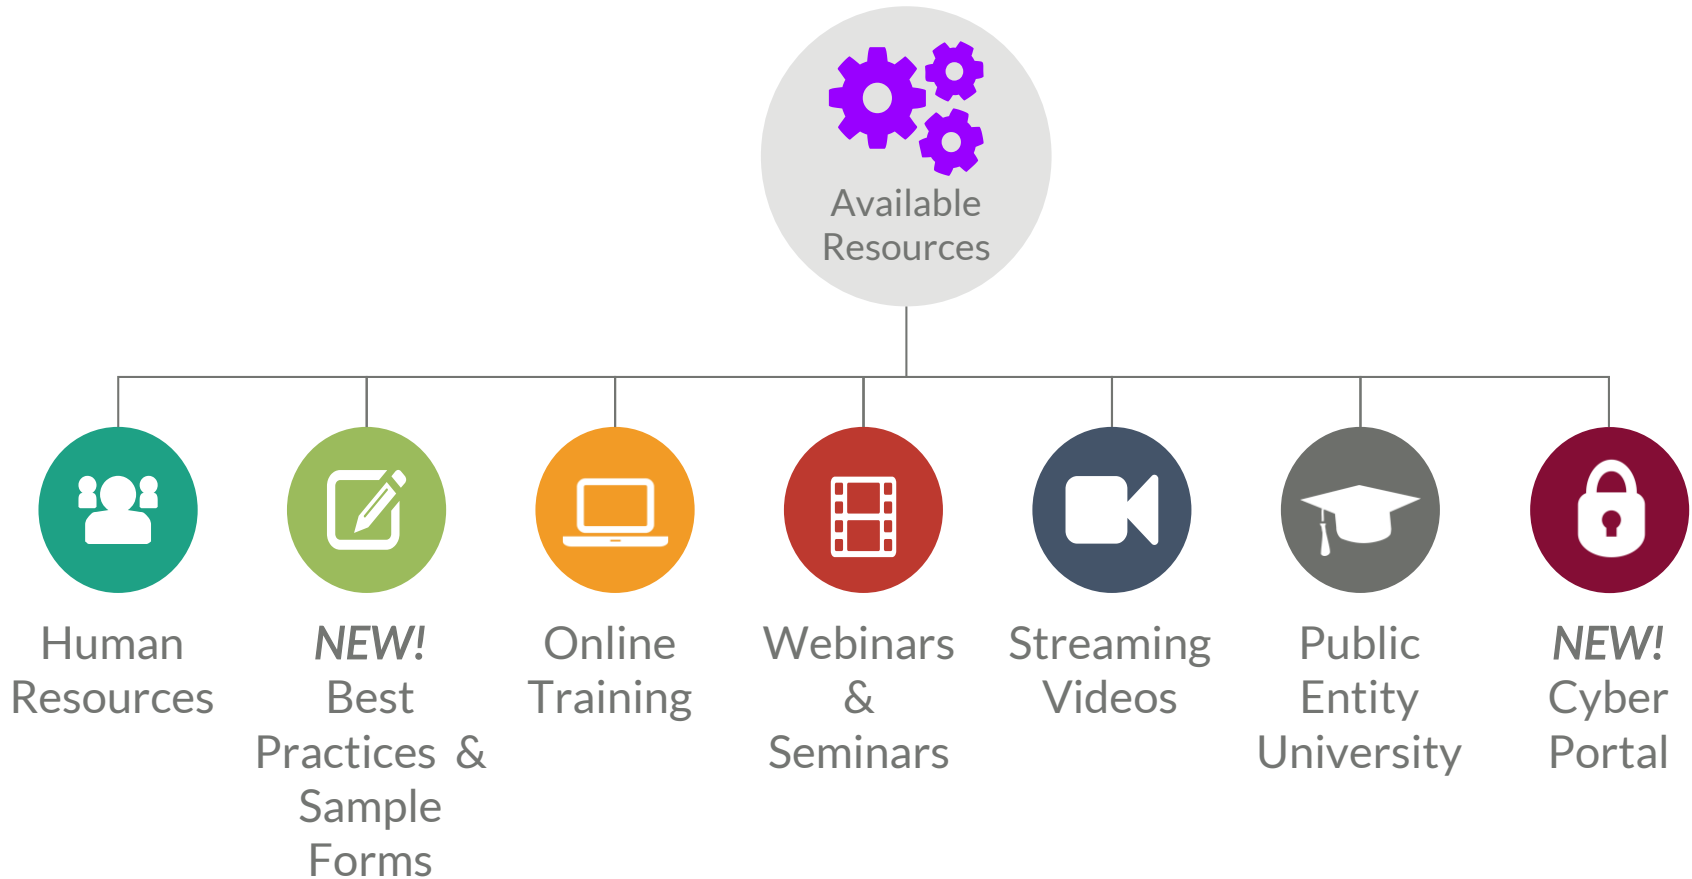 Available
Resources
Human
Resources
NEW!
Best
Practices &
Sample
Forms
Online
Training
Webinars
&
Seminars
Streaming
Videos
Public
Entity
University
NEW!
Cyber
Portal